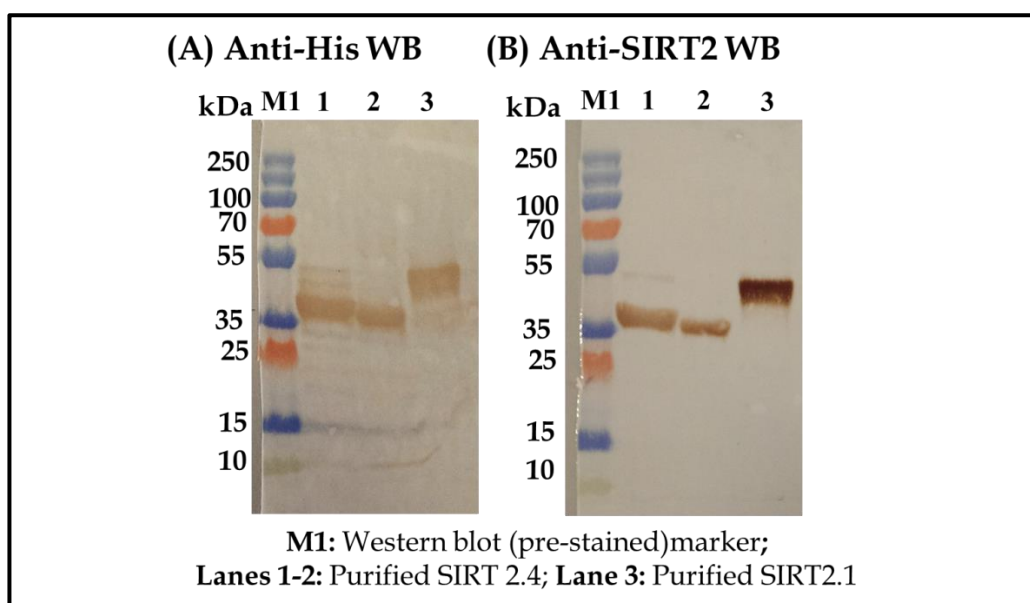 (A) Anti-His WB
(B) Anti-SIRT2 WB
kDa M1 1 2 3
250
100
70
55
35
25
15
10
kDa M1 1 2 3
250
100
70
55
35
25
15
10
M1: Western blot (pre-stained)marker;
Lanes 1-2: Purified SIRT 2.4; Lane 3: Purified SIRT2.1